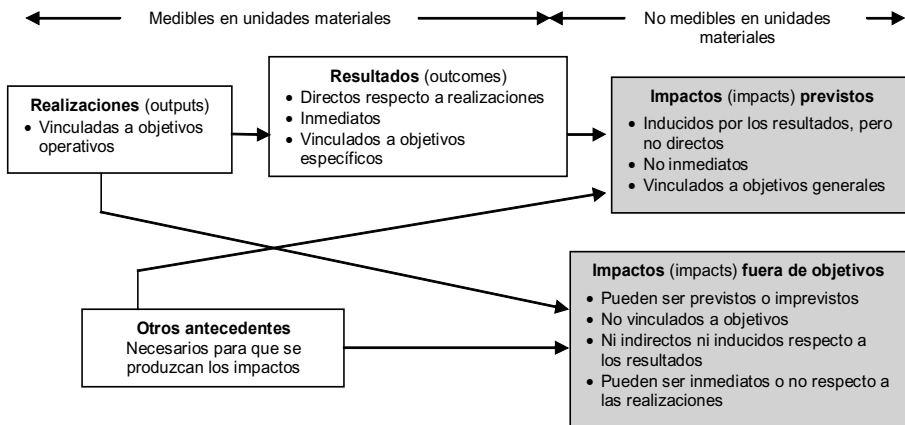 Medibles en unidades materiales
No medibles en unidades
materiales
Realizaciones (outputs)
• Vinculadas a objetivos
operativos
Resultados (outcomes)
• Directos respecto a realizaciones
• Inmediatos
• Vinculados a objetivos
específicos
Impactos (impacts) previstos
• Inducidos por los resultados, pero
no directos
• No inmediatos
• Vinculados a objetivos generales
Otros antecedentes
Necesarios para que se
produzcan los impactos
Impactos (impacts) fuera de objetivos
• Pueden ser previstos o imprevistos
• No vinculados a objetivos
• Ni indirectos ni inducidos respecto a
los resultados
• Pueden ser inmediatos o no respecto a
las realizaciones